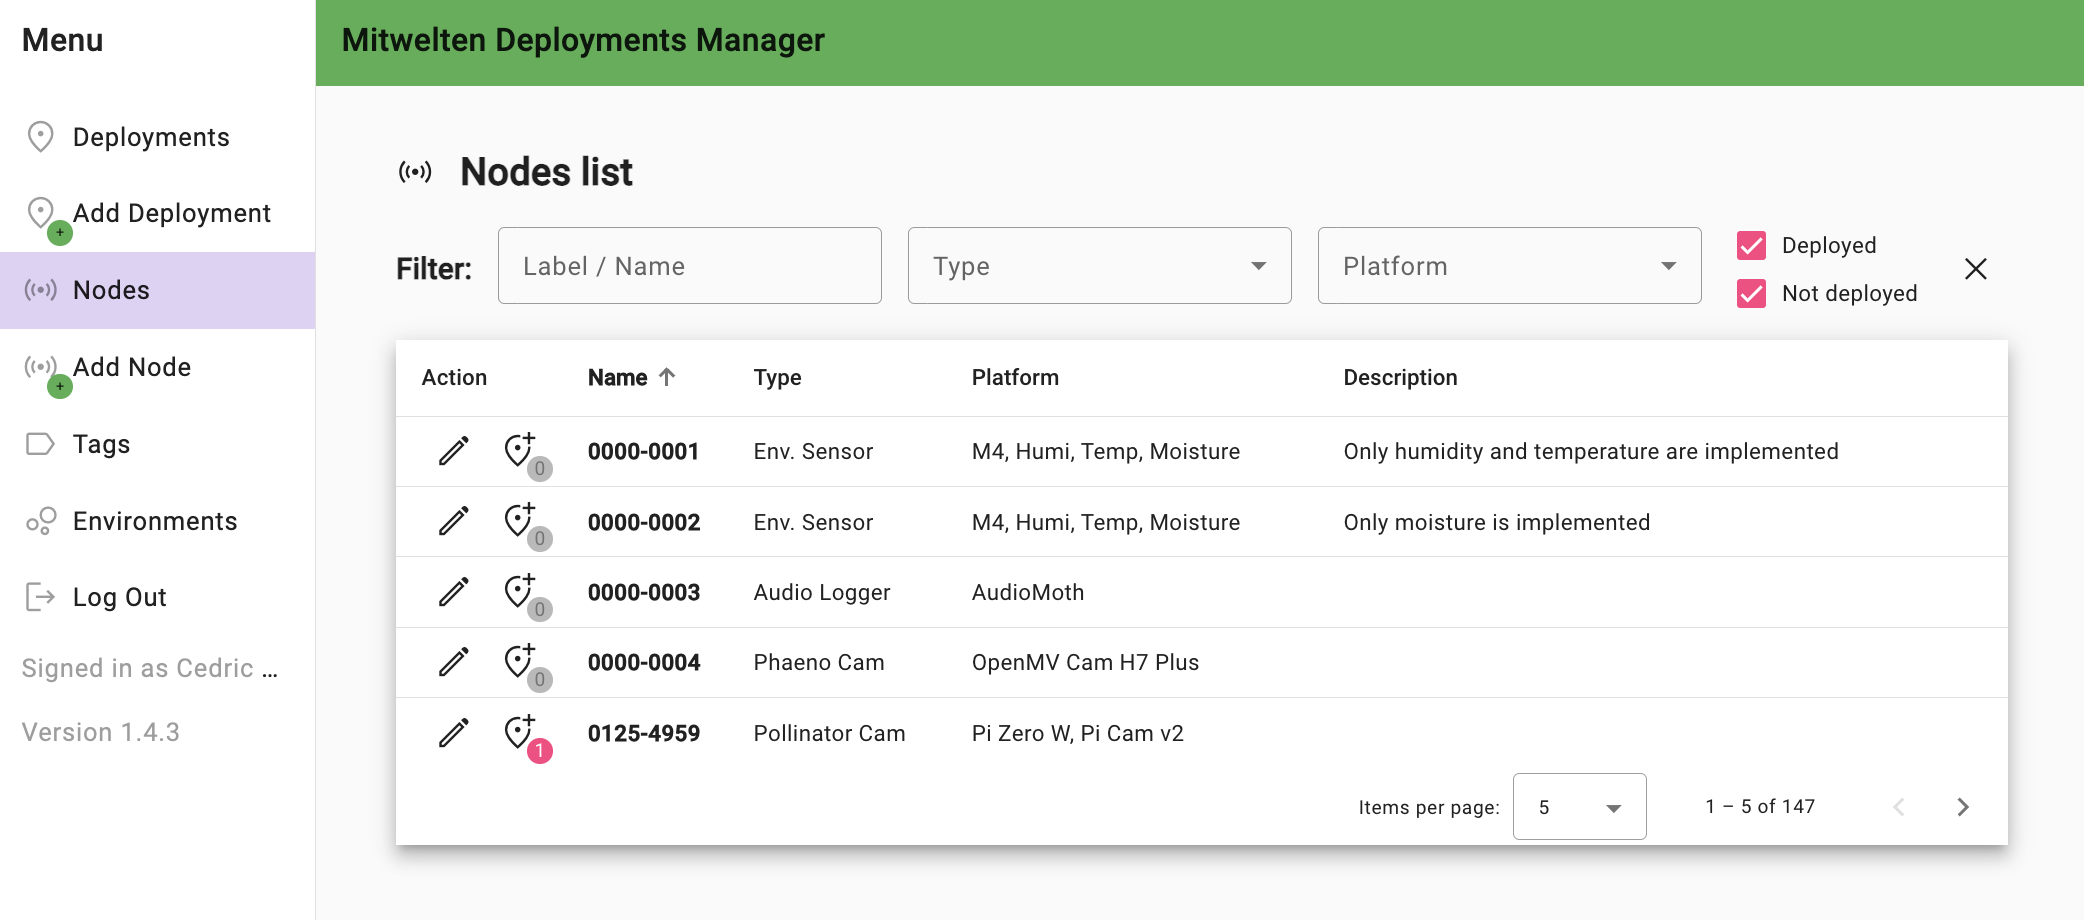 Menu
Mitwelten Deployments Manager
Deployments
Add Deployment
Nodes
Add Node
Tags
Environments
Log Out
Signed in as Cedric ...
Version 1.4.3
Nodes list
Filter: Label / Name Type Platform
Deployed
Not deployed
Action Name Type Platform Description
0 0000-0001 Env. Sensor M4, Humi, Temp, Moisture Only humidity and temperature are implemented
0 0000-0002 Env. Sensor M4, Humi, Temp, Moisture Only moisture is implemented
0 0000-0003 Audio Logger AudioMoth
0 0000-0004 Phaeno Cam OpenMV Cam H7 Plus
1 0125-4959 Pollinator Cam Pi Zero W, Pi Cam v2
Items per page: 5 1 – 5 of 147